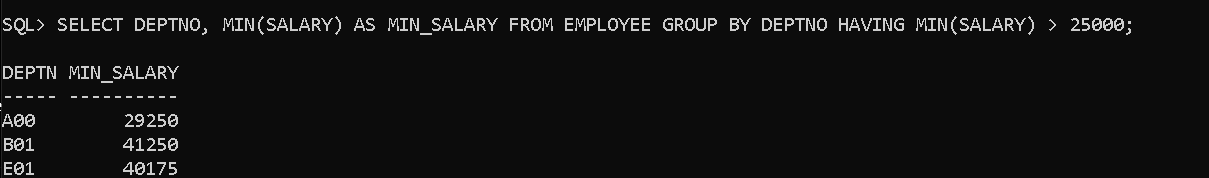 SQL> SELECT DEPTNO, MIN(SALARY) AS MIN_SALARY FROM EMPLOYEE GROUP BY DEPTNO HAVING MIN(SALARY) > 25000;
DEPTN MIN_SALARY
----- ----------
A00        29250
B01        41250
E01        40175